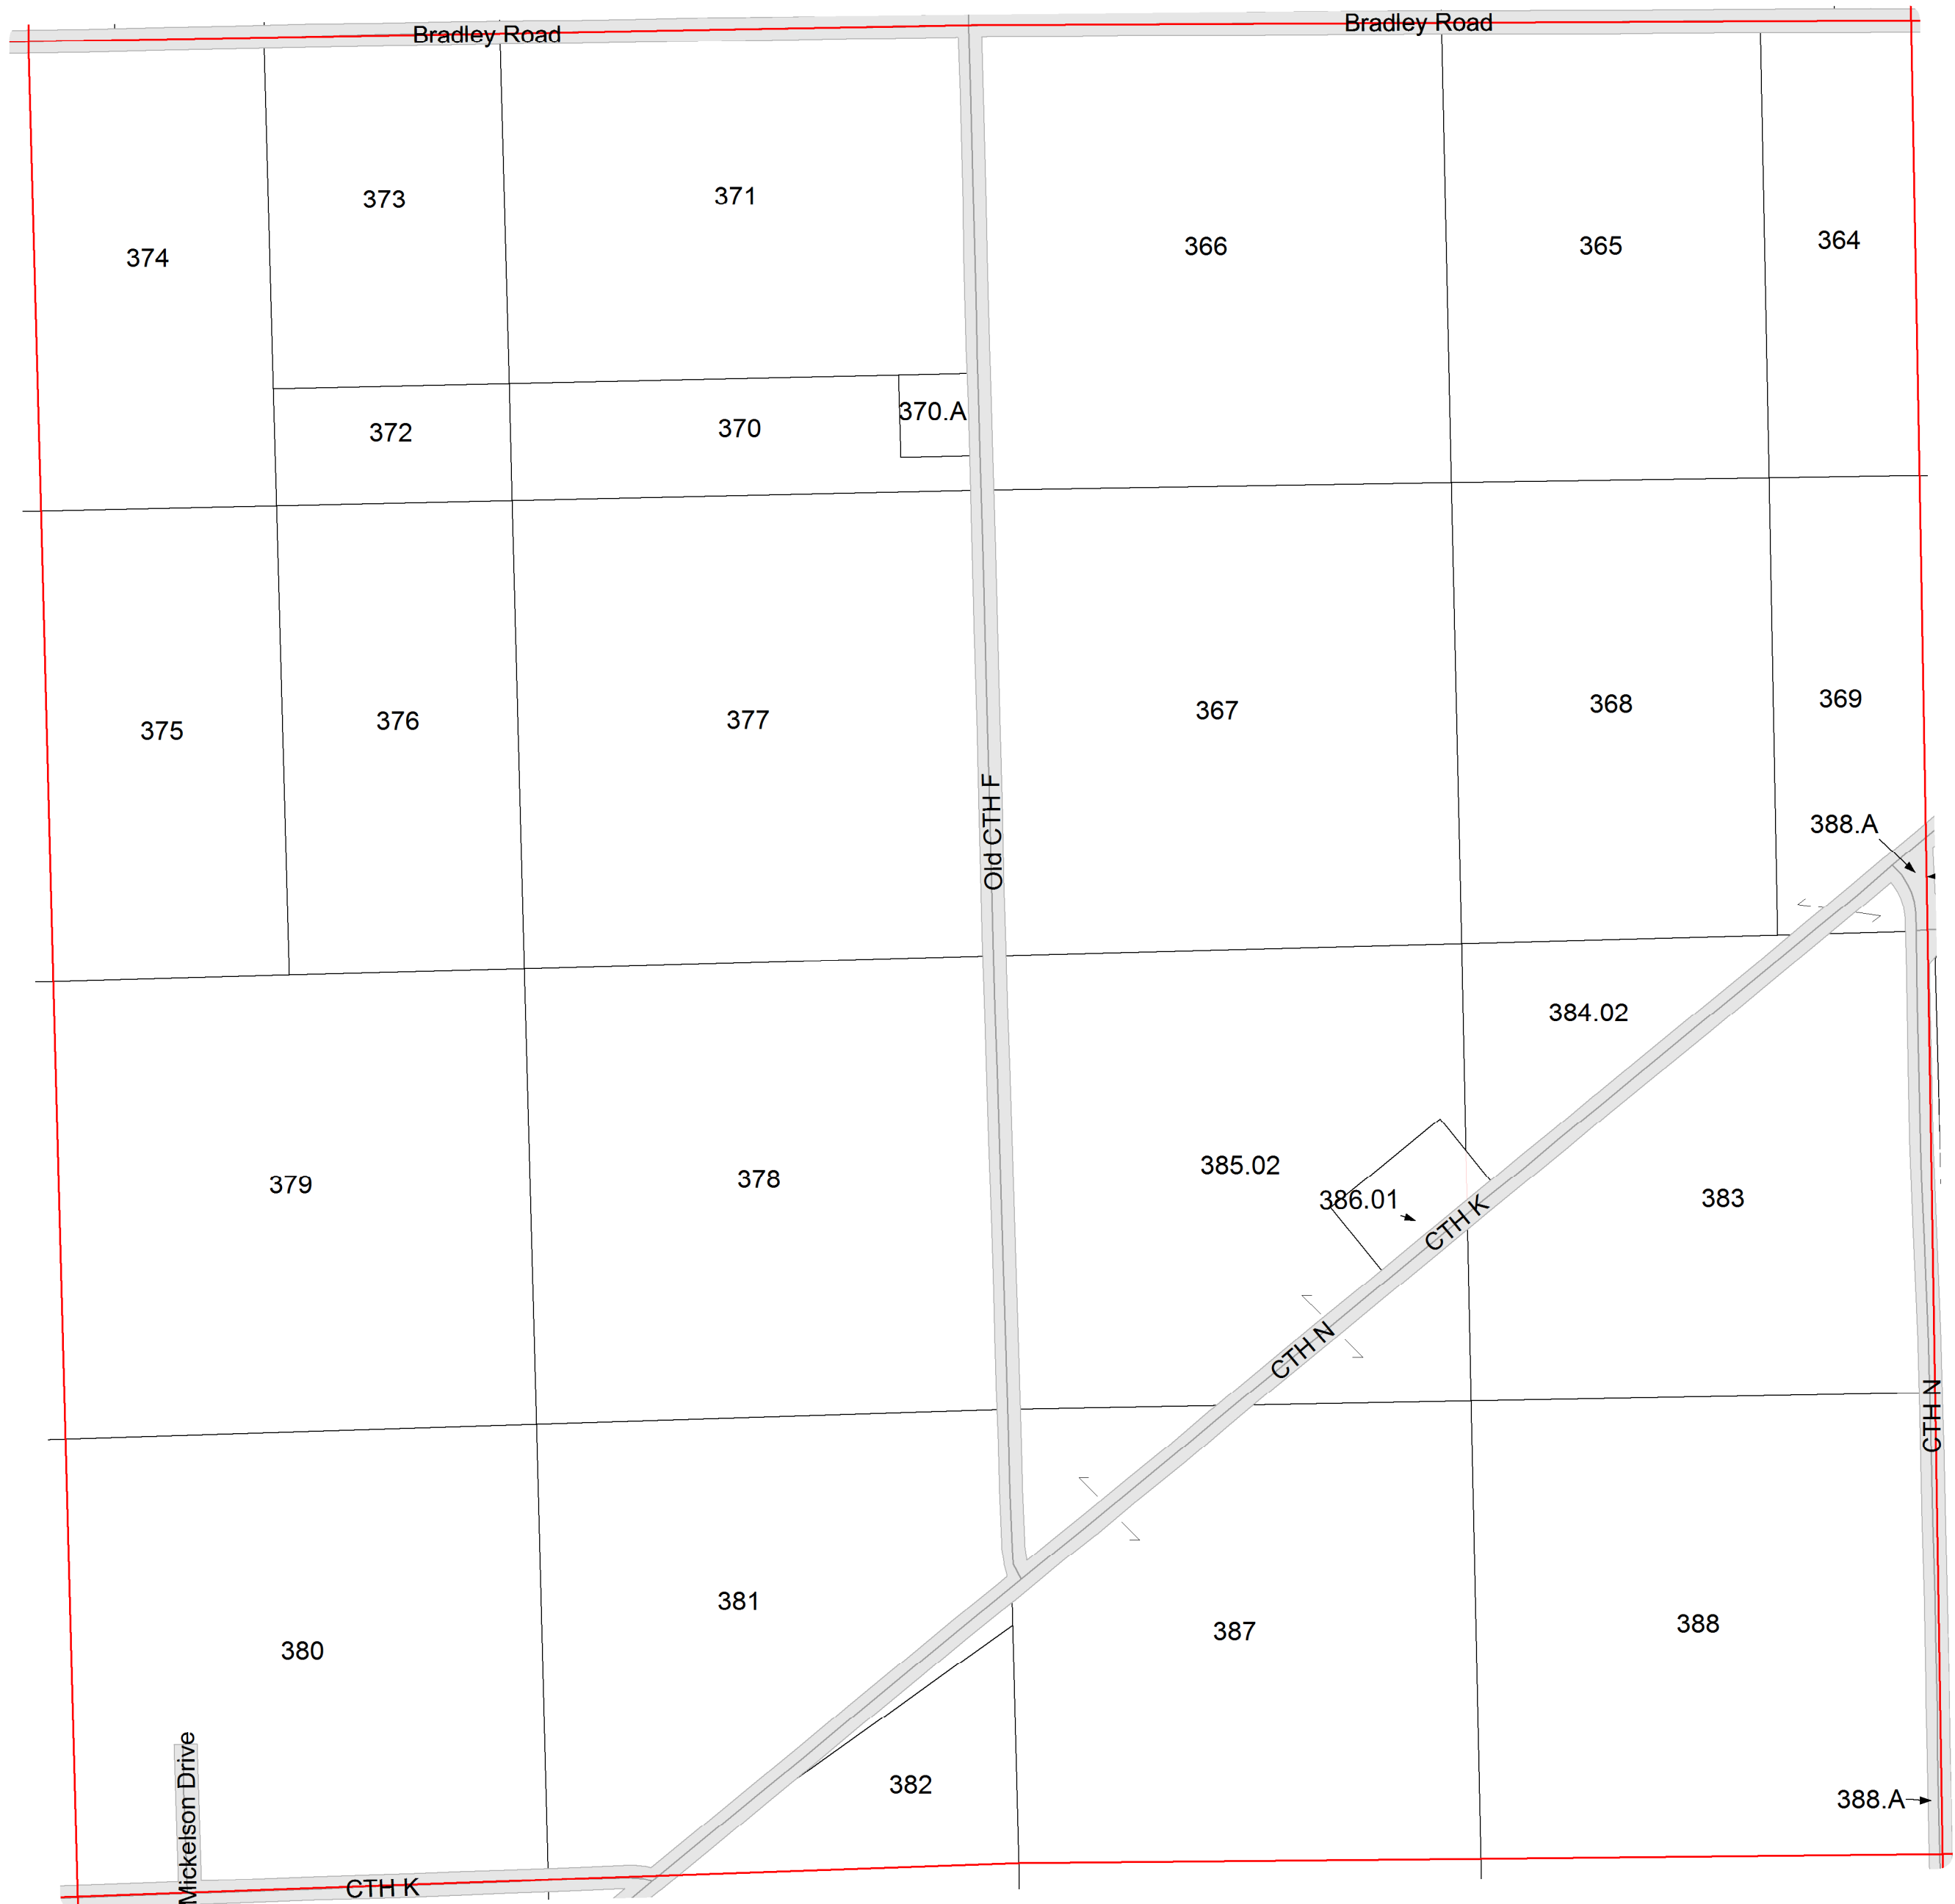 Bradley Road
Bradley Road
373
371
366
365
364
374
370.A
372
370
375
376
377
367
368
369
Old CTH F
388.A
384.02
379
378
385.02
386.01
383
CTH K
CTH N
CTH N
381
380
387
388
382
388.A
Mickelson Drive
CTH K